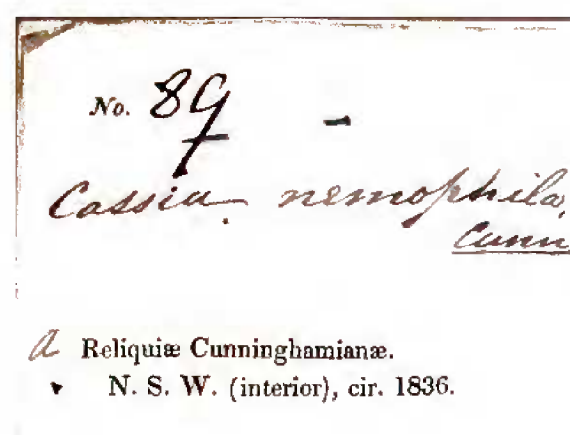 No. 89
Cassia nemophila,
Cunn
a Reliquiæ Cunninghamianæ.
N. S. W. (interior), cir. 1836.